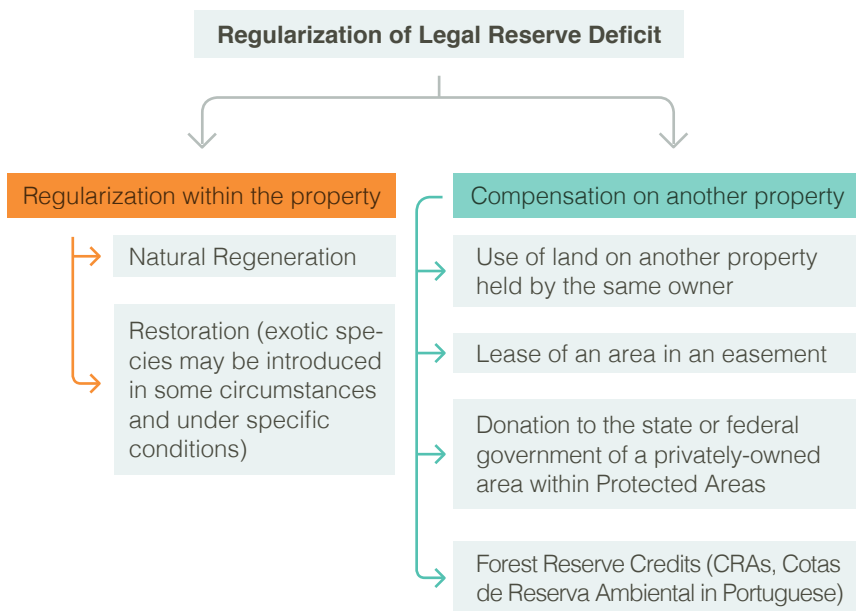 Regularization of Legal Reserve Deficit
Regularization within the property
Natural Regeneration
Restoration (exotic spe-
cies may be introduced
in some circumstances
and under specific
conditions)
Compensation on another property
Use of land on another property
held by the same owner
Lease of an area in an easement
Donation to the state or federal
government of a privately-owned
area within Protected Areas
Forest Reserve Credits (CRAs, Cotas
de Reserva Ambiental in Portuguese)